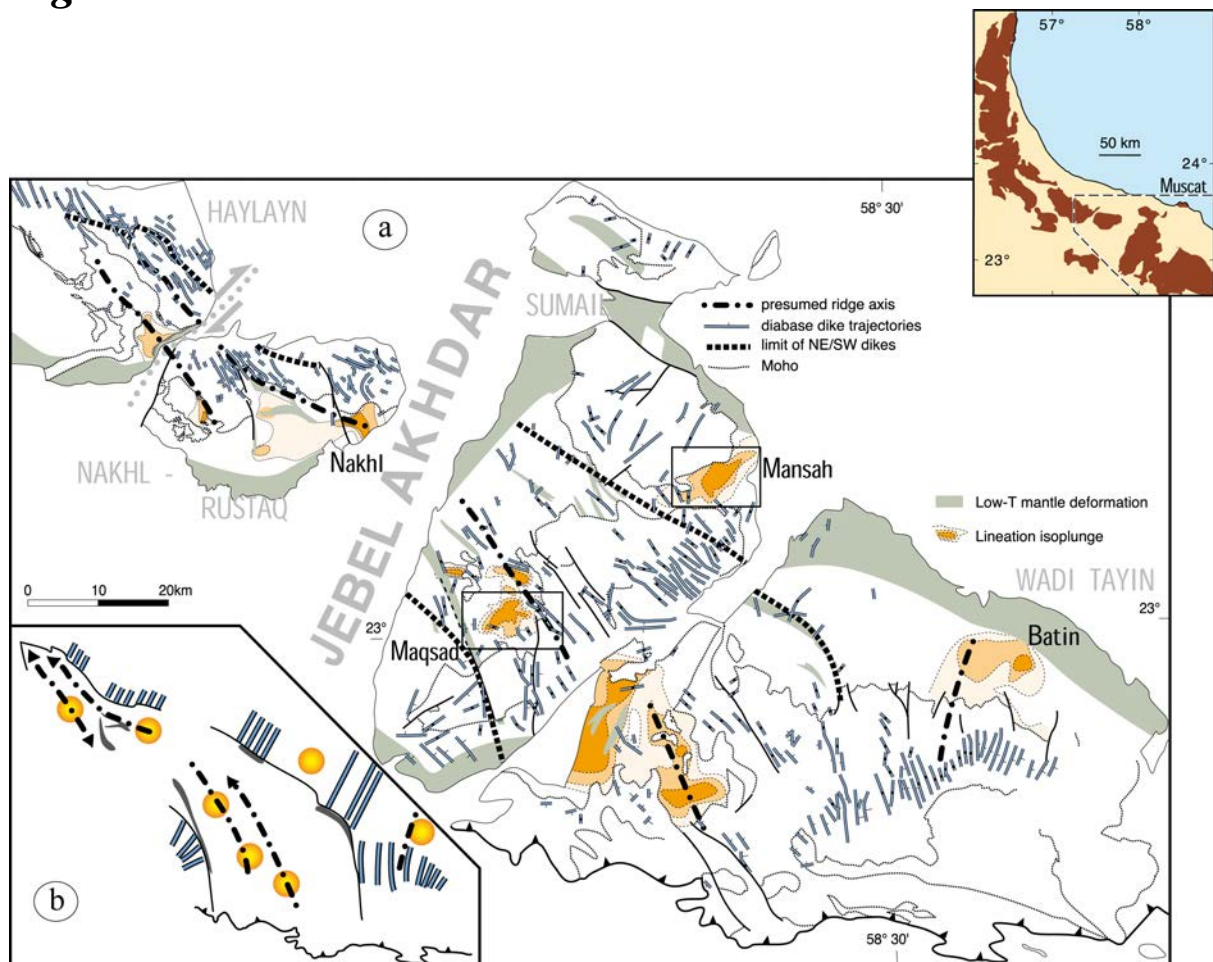 57°
58°
50 km
24°
Muscat
23°
HAYLAYN
a
58° 30'
SUMAIL
presumed ridge axis
diabase dike trajectories
limit of NE/SW dikes
Moho
JEBEL AKHDAR
Nakhl
NAKHL -
RUSTAQ
Mansah
Low-T mantle deformation
Lineation isoplunge
WADI TAYIN
0 10 20km
23°
23°
Maqsad
Batin
b
58° 30'